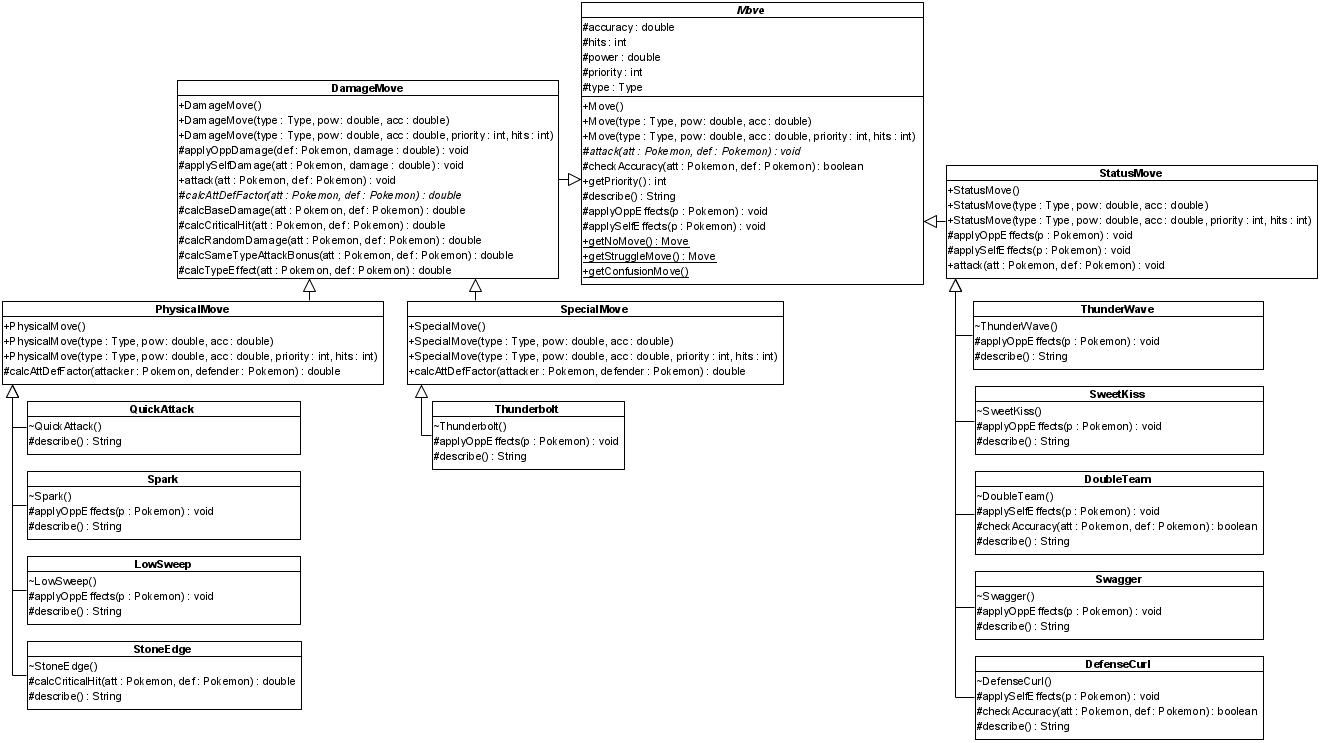 Move
#accuracy : double
#hits : int
#power : double
#priority : int
#type : Type
+Move()
+Move(type : Type, pow : double, acc : double)
+Move(type : Type, pow : double, acc : double, priority : int, hits : int)
#attack(att : Pokemon, def : Pokemon) : void
#checkAccuracy(att : Pokemon, def : Pokemon) : boolean
+getPriority() : int
#describe() : String
#applyOppEffects(p : Pokemon) : void
#applySelfEffects(p : Pokemon) : void
+getNoMove() : Move
+getStruggleMove() : Move
+getConfusionMove()
DamageMove
+DamageMove()
+DamageMove(type : Type, pow : double, acc : double)
+DamageMove(type : Type, pow : double, acc : double, priority : int, hits : int)
#applyOppDamage(def : Pokemon, damage : double) : void
#applySelfDamage(att : Pokemon, damage : double) : void
+attack(att : Pokemon, def : Pokemon) : void
#calcAttDefFactor(att : Pokemon, def : Pokemon) : double
#calcBaseDamage(att : Pokemon, def : Pokemon) : double
#calcCriticalHit(att : Pokemon, def : Pokemon) : double
#calcRandomDamage(att : Pokemon, def : Pokemon) : double
#calcSameTypeAttackBonus(att : Pokemon, def : Pokemon) : double
#calcTypeEffect(att : Pokemon, def : Pokemon) : double
StatusMove
+StatusMove()
+StatusMove(type : Type, pow : double, acc : double)
+StatusMove(type : Type, pow : double, acc : double, priority : int, hits : int)
#applyOppEffects(p : Pokemon) : void
#applySelfEffects(p : Pokemon) : void
+attack(att : Pokemon, def : Pokemon) : void
PhysicalMove
+PhysicalMove()
+PhysicalMove(type : Type, pow : double, acc : double)
+PhysicalMove(type : Type, pow : double, acc : double, priority : int, hits : int)
#calcAttDefFactor(attacker : Pokemon, defender : Pokemon) : double
SpecialMove
+SpecialMove()
+SpecialMove(type : Type, pow : double, acc : double)
+SpecialMove(type : Type, pow : double, acc : double, priority : int, hits : int)
+calcAttDefFactor(attacker : Pokemon, defender : Pokemon) : double
QuickAttack
~QuickAttack()
#describe() : String
Spark
~Spark()
#applyOppEffects(p : Pokemon) : void
#describe() : String
LowSweep
~LowSweep()
#applyOppEffects(p : Pokemon) : void
#describe() : String
StoneEdge
~StoneEdge()
#calcCriticalHit(att : Pokemon, def : Pokemon) : double
#describe() : String
Thunderbolt
~Thunderbolt()
#applyOppEffects(p : Pokemon) : void
#describe() : String
ThunderWave
~ThunderWave()
#applyOppEffects(p : Pokemon) : void
#describe() : String
SweetKiss
~SweetKiss()
#applyOppEffects(p : Pokemon) : void
#describe() : String
DoubleTeam
~DoubleTeam()
#applySelfEffects(p : Pokemon) : void
#checkAccuracy(att : Pokemon, def : Pokemon) : boolean
#describe() : String
Swagger
~Swagger()
#applyOppEffects(p : Pokemon) : void
#describe() : String
DefenseCurl
~DefenseCurl()
#applySelfEffects(p : Pokemon) : void
#checkAccuracy(att : Pokemon, def : Pokemon) : boolean
#describe() : String